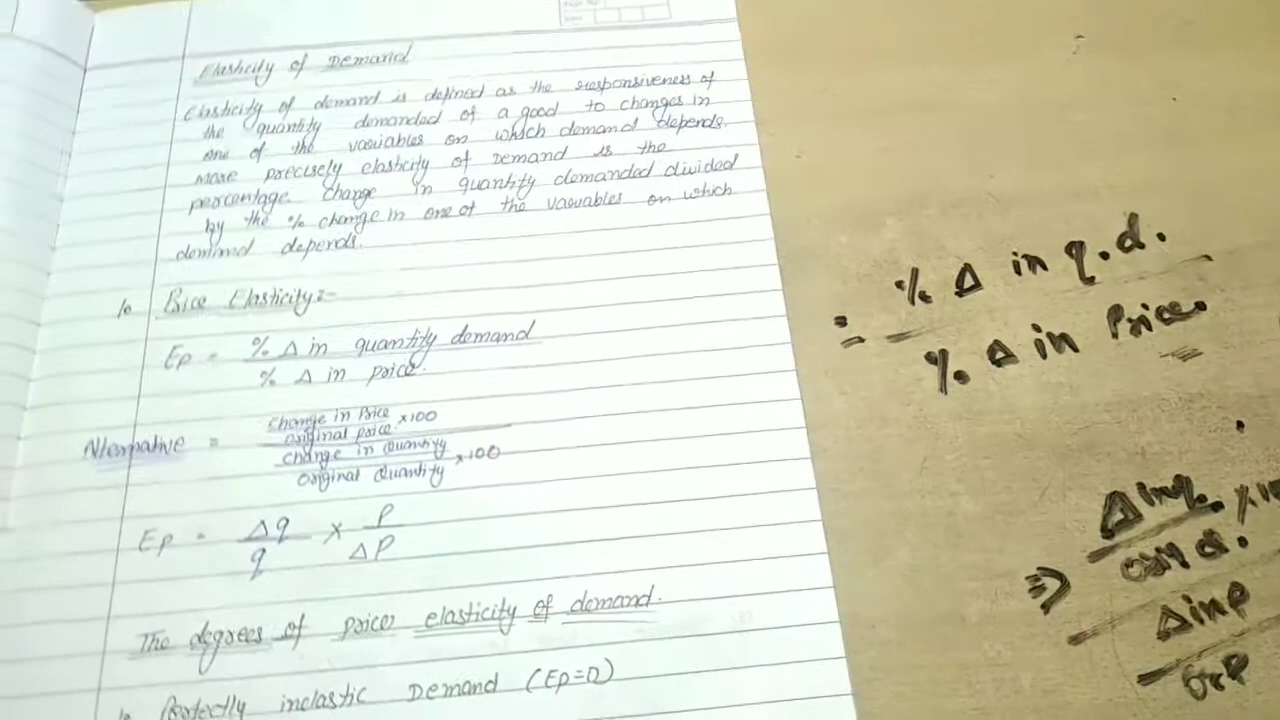 Elasticity of Demand
Elasticity of demand is defined as the responsiveness of
the quantity demanded of a good to changes in
one of the variables on which demand depends.
More precisely elasticity of Demand is the
percentage change in quantity demanded divided
by the % change in one of the variables on which
demand depends.
1. Price Elasticity:-
Ep = % Δ in quantity demand
% Δ in price.
Alternative = change in Price ×100
original price
change in Quantity ×100
original Quantity
Ep = Δq × P
q ΔP
The degrees of price elasticity of demand.
1. Perfectly inelastic Demand (Ep=0)
= % Δ in q.d.
% Δ in Price.
⇒ Δ in q.
Δ in P